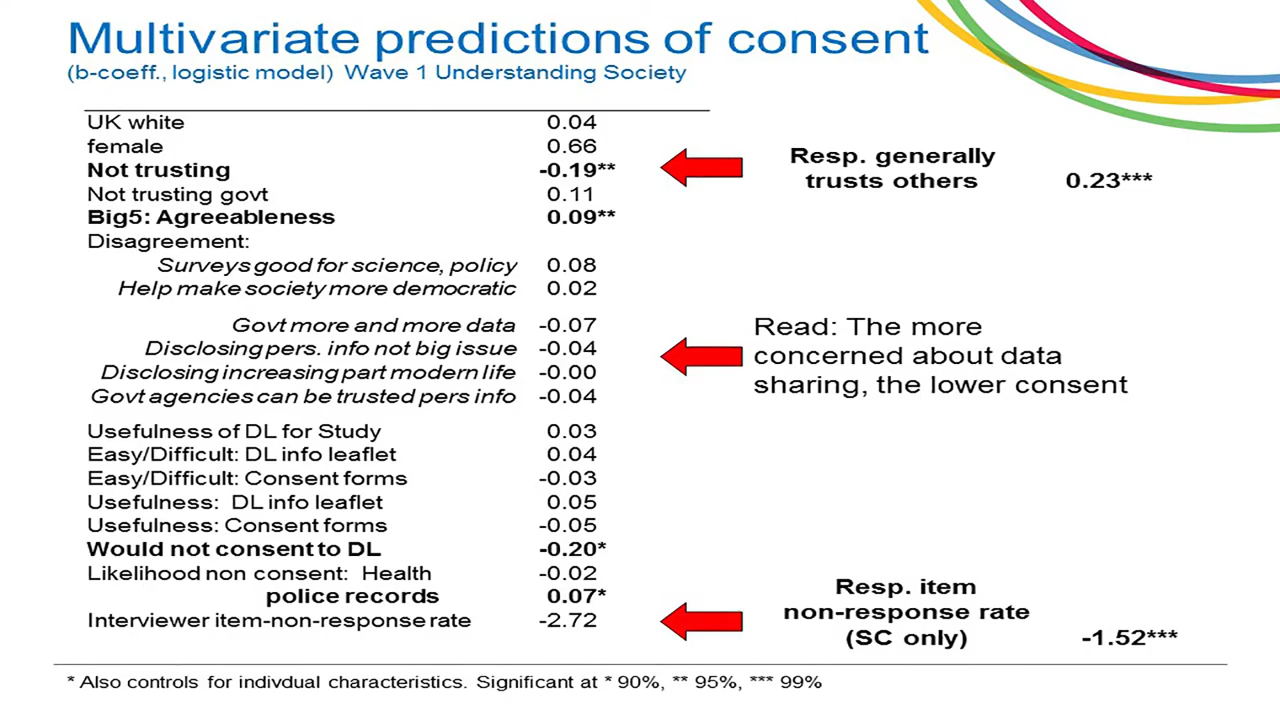 Multivariate predictions of consent
(b-coeff., logistic model) Wave 1 Understanding Society
UK white 0.04
female 0.66
Not trusting -0.19**
Not trusting govt 0.11
Big5: Agreeableness 0.09**
Disagreement:
Surveys good for science, policy 0.08
Help make society more democratic 0.02
Govt more and more data -0.07
Disclosing pers. info not big issue -0.04
Disclosing increasing part modern life -0.00
Govt agencies can be trusted pers info -0.04
Usefulness of DL for Study 0.03
Easy/Difficult: DL info leaflet 0.04
Easy/Difficult: Consent forms -0.03
Usefulness: DL info leaflet 0.05
Usefulness: Consent forms -0.05
Would not consent to DL -0.20*
Likelihood non consent: Health -0.02
police records 0.07*
Interviewer item-non-response rate -2.72
Resp. generally
trusts others 0.23***
Read: The more
concerned about data
sharing, the lower consent
Resp. item
non-response rate
(SC only) -1.52***
* Also controls for indivdual characteristics. Significant at * 90%, ** 95%, *** 99%